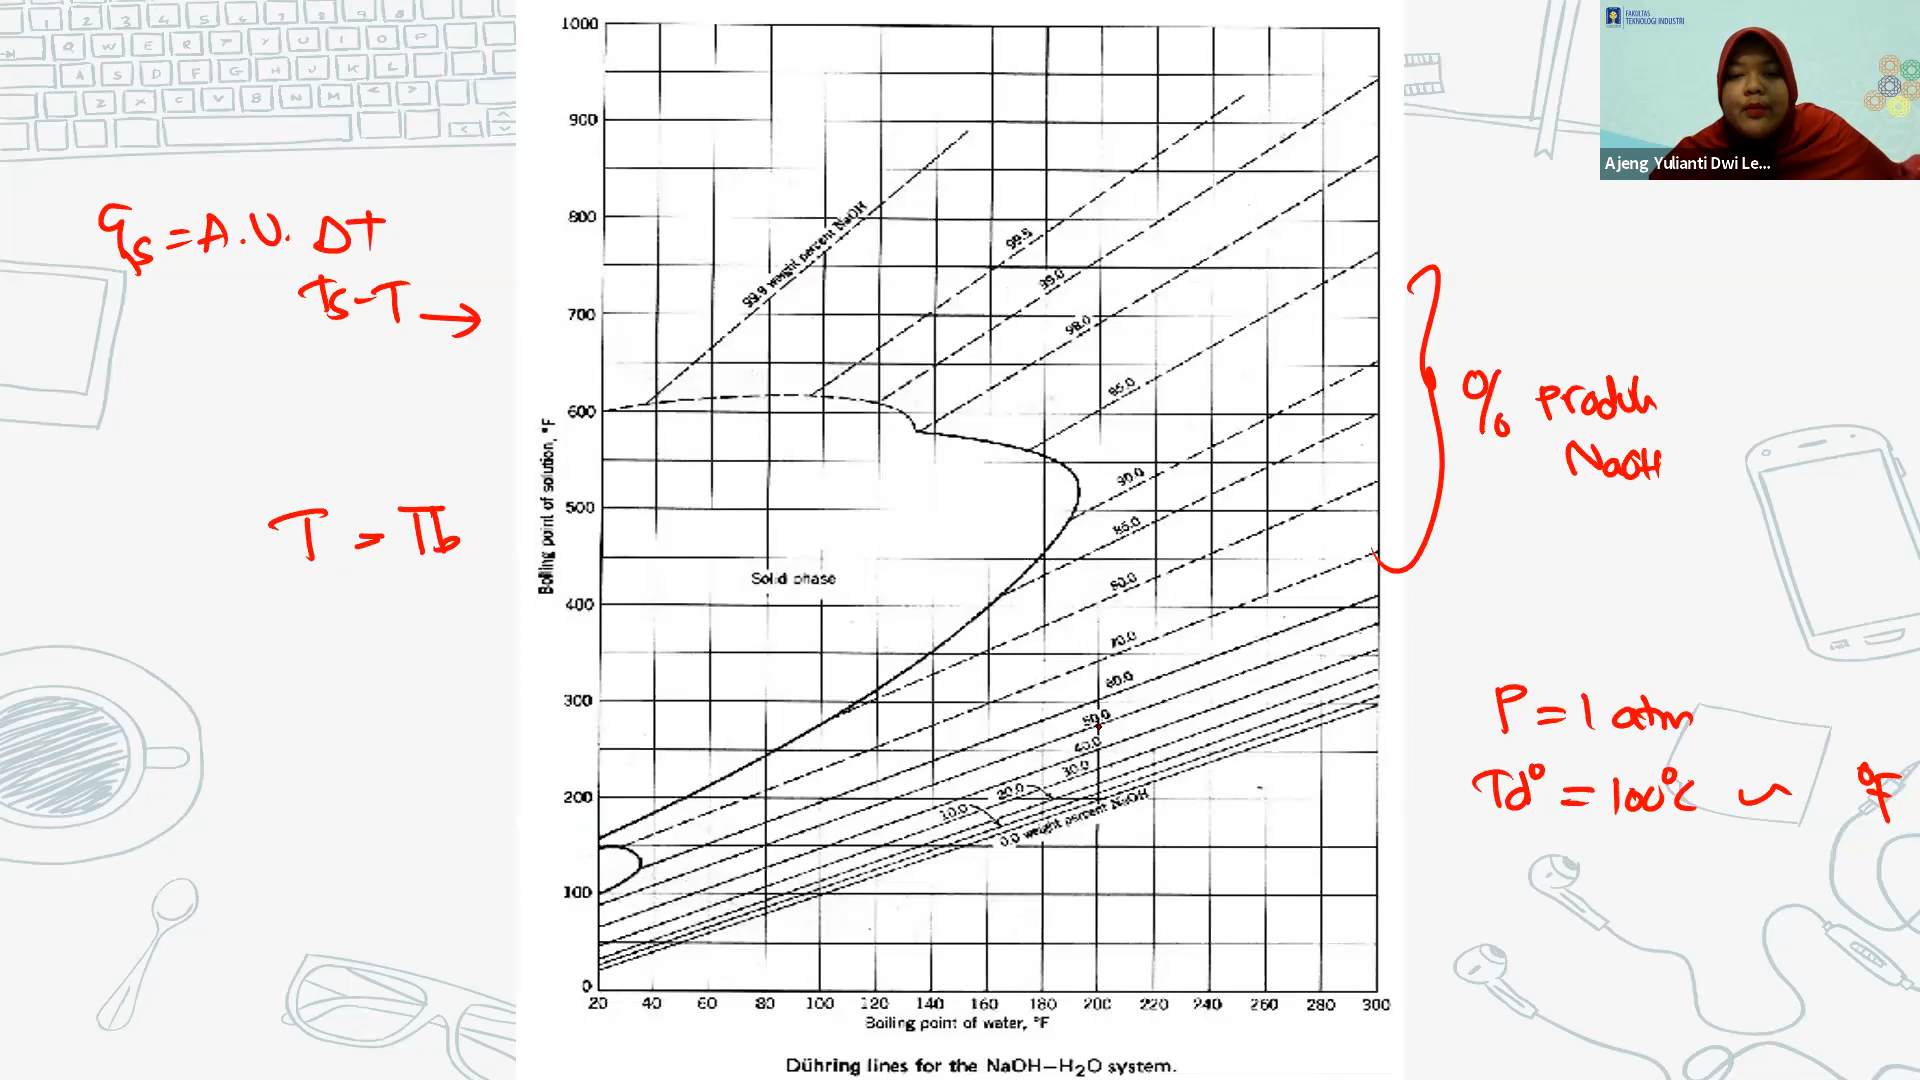 FAKULTAS
TEKNOLOGI INDUSTRI
Ajeng Yulianti Dwi Le...
qs = A.U. ΔT
ts - T →
T = Tb
% produk
NaOH
P = 1 atm
Td° = 100°C ~ °F
1000
900
800
700
600
500
400
300
200
100
0
Boiling point of solution, °F
99.9 weight percent NaOH
99.5
99.0
98.0
95.0
90.0
85.0
80.0
70.0
60.0
50.0
40.0
30.0
20.0
10.0
0.0 weight percent NaOH
Solid phase
20 40 60 80 100 120 140 160 180 200 220 240 260 280 300
Boiling point of water, °F
Dühring lines for the NaOH–H₂O system.